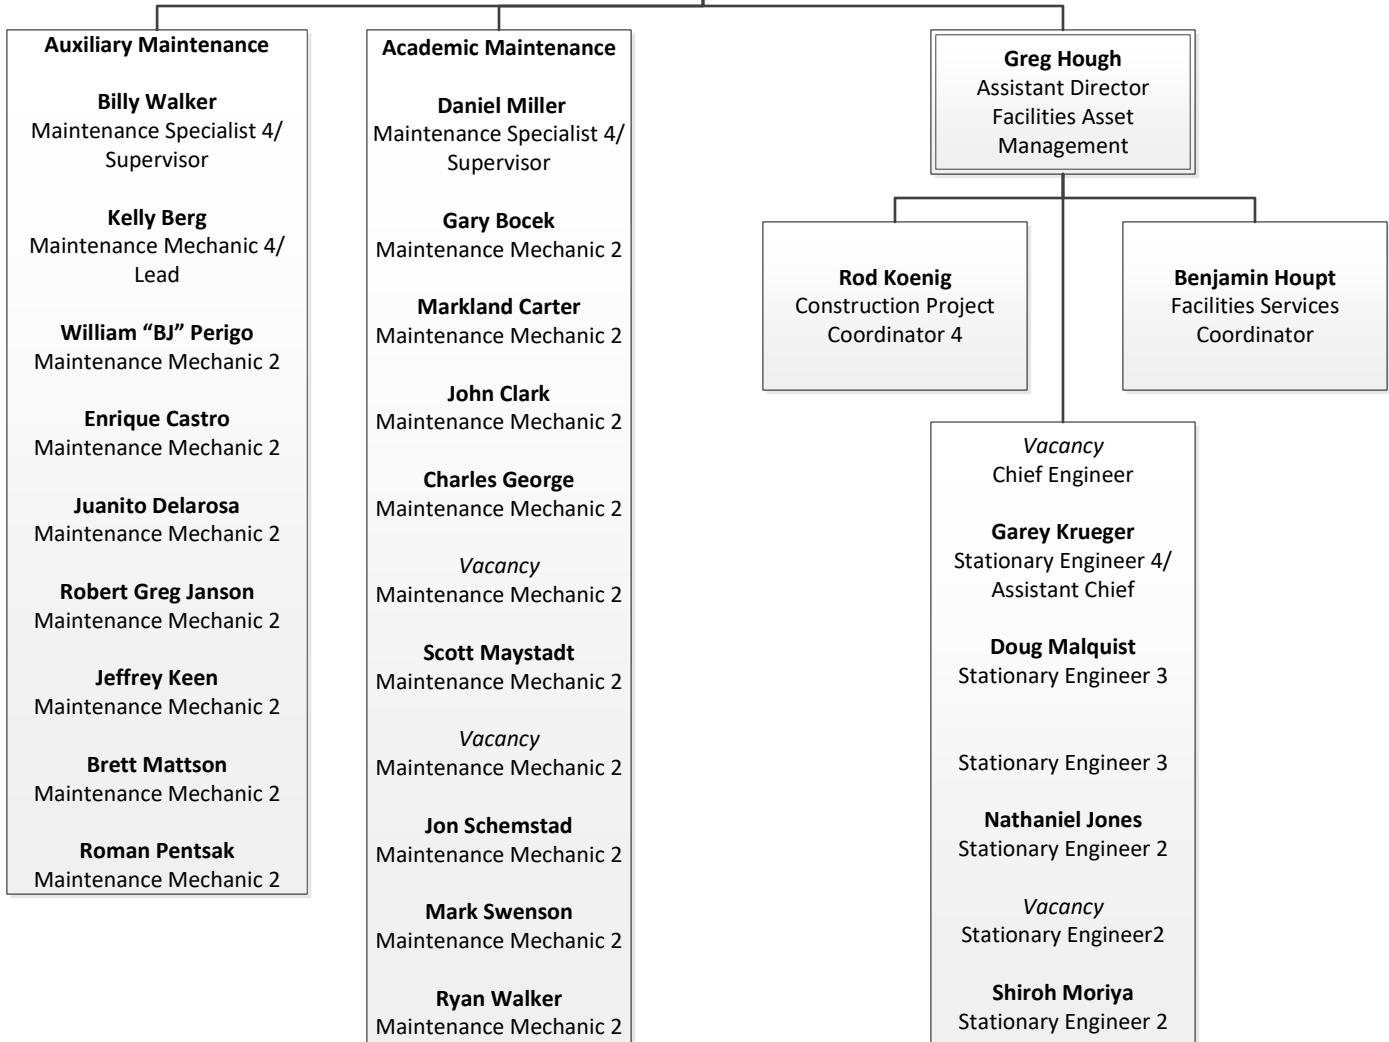 Auxiliary Maintenance
Billy Walker
Maintenance Specialist 4/
Supervisor
Kelly Berg
Maintenance Mechanic 4/
Lead
William “BJ” Perigo
Maintenance Mechanic 2
Enrique Castro
Maintenance Mechanic 2
Juanito Delarosa
Maintenance Mechanic 2
Robert Greg Janson
Maintenance Mechanic 2
Jeffrey Keen
Maintenance Mechanic 2
Brett Mattson
Maintenance Mechanic 2
Roman Pentsak
Maintenance Mechanic 2
Academic Maintenance
Daniel Miller
Maintenance Specialist 4/
Supervisor
Gary Bocek
Maintenance Mechanic 2
Markland Carter
Maintenance Mechanic 2
John Clark
Maintenance Mechanic 2
Charles George
Maintenance Mechanic 2
Vacancy
Maintenance Mechanic 2
Scott Maystadt
Maintenance Mechanic 2
Vacancy
Maintenance Mechanic 2
Jon Schemstad
Maintenance Mechanic 2
Mark Swenson
Maintenance Mechanic 2
Ryan Walker
Maintenance Mechanic 2
Greg Hough
Assistant Director
Facilities Asset
Management
Rod Koenig
Construction Project
Coordinator 4
Benjamin Houpt
Facilities Services
Coordinator
Vacancy
Chief Engineer
Garey Krueger
Stationary Engineer 4/
Assistant Chief
Doug Malquist
Stationary Engineer 3
Stationary Engineer 3
Nathaniel Jones
Stationary Engineer 2
Vacancy
Stationary Engineer2
Shiroh Moriya
Stationary Engineer 2